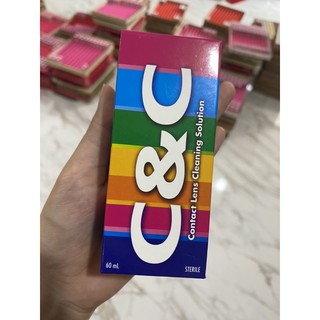 C&C
Contact Lens Cleaning Solution
60 mL
STERILE